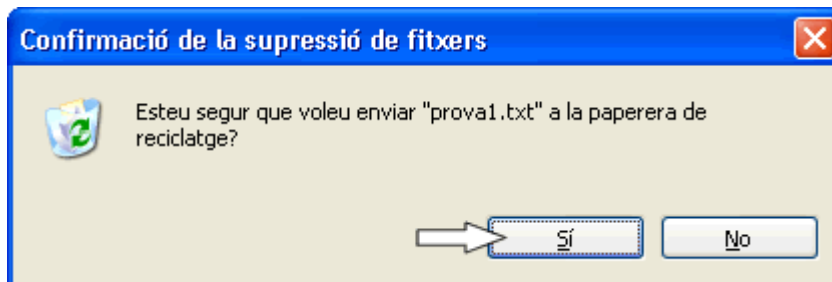 Confirmació de la supressió de fitxers
Esteu segur que voleu enviar "prova1.txt" a la paperera de
reciclatge?
Sí
No